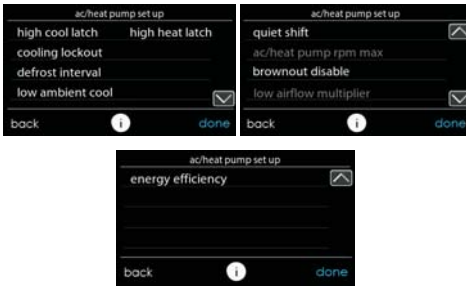 ac/heat pump set up
high cool latch high heat latch
cooling lockout
defrost interval
low ambient cool
back i done
ac/heat pump set up
quiet shift
ac/heat pump rpm max
brownout disable
low airflow multiplier
back i done
ac/heat pump set up
energy efficiency
back i done